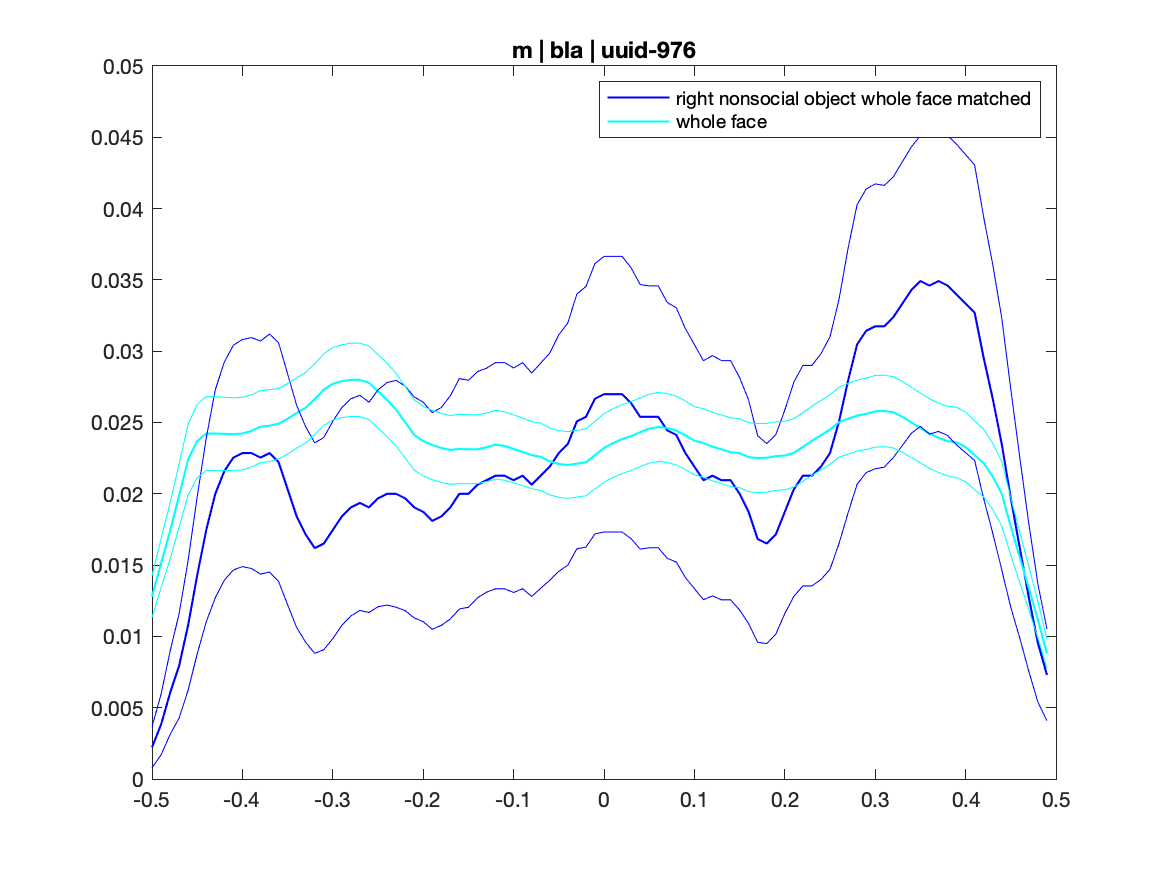 m | bla | uuid-976
right nonsocial object whole face matched
whole face
0.05
0.045
0.04
0.035
0.03
0.025
0.02
0.015
0.01
0.005
0
-0.5 -0.4 -0.3 -0.2 -0.1 0 0.1 0.2 0.3 0.4 0.5